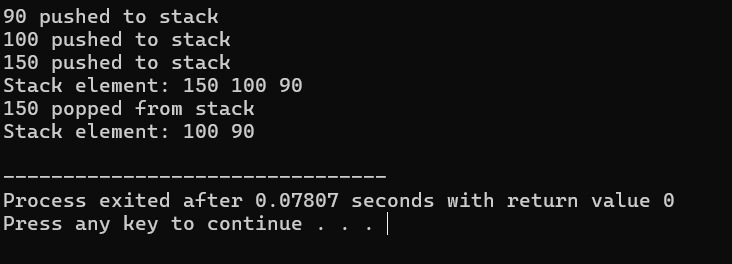 90 pushed to stack
100 pushed to stack
150 pushed to stack
Stack element: 150 100 90
150 popped from stack
Stack element: 100 90
--------------------------------
Process exited after 0.07807 seconds with return value 0
Press any key to continue . . .